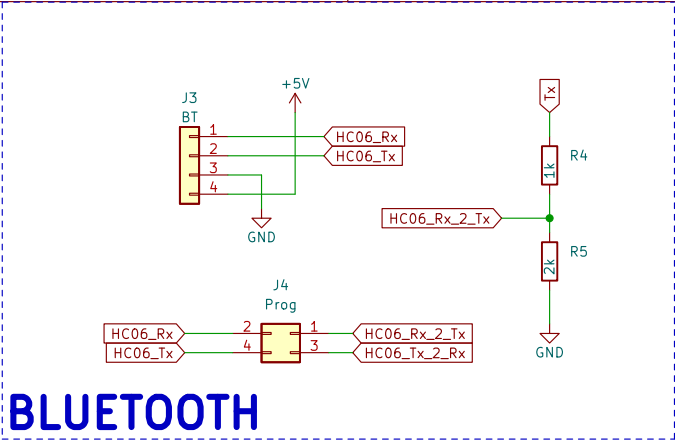 +5V
J3
BT
1 HC06_Rx
2 HC06_Tx
3
4
GND
Tx
R4
1k
HC06_Rx_2_Tx
R5
2k
GND
J4
Prog
HC06_Rx 2 1 HC06_Rx_2_Tx
HC06_Tx 4 3 HC06_Tx_2_Rx
BLUETOOTH